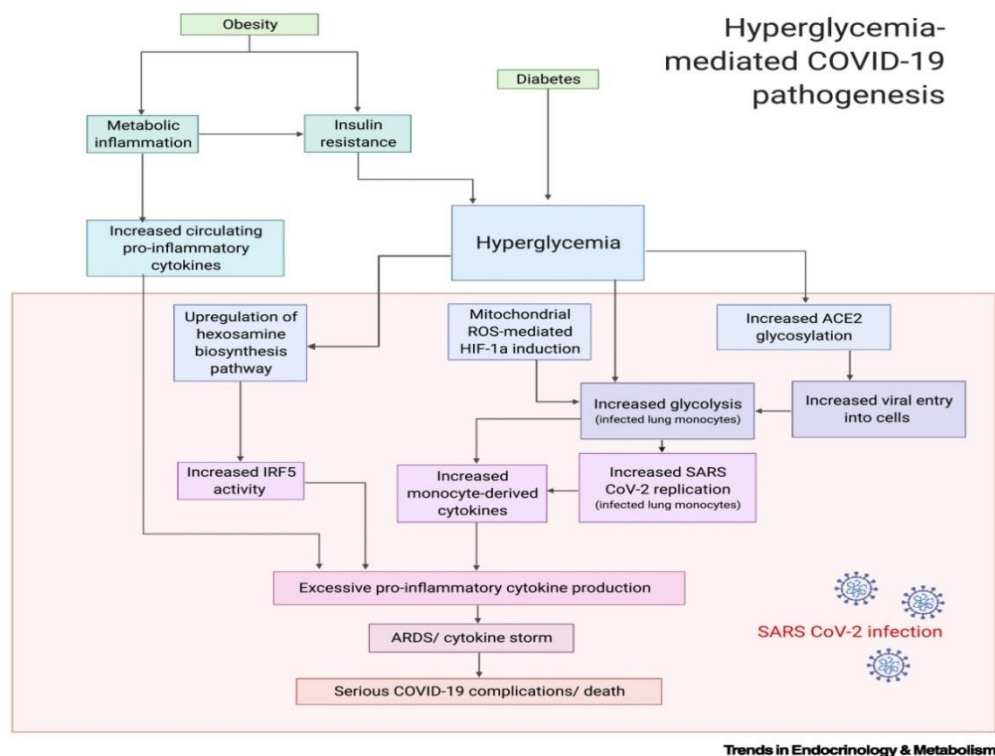 Hyperglycemia-
mediated COVID-19
pathogenesis
Obesity
Diabetes
Metabolic
inflammation
Insulin
resistance
Increased circulating
pro-inflammatory
cytokines
Hyperglycemia
Upregulation of
hexosamine
biosynthesis
pathway
Mitochondrial
ROS-mediated
HIF-1a induction
Increased ACE2
glycosylation
Increased glycolysis
(infected lung monocytes)
Increased viral entry
into cells
Increased IRF5
activity
Increased
monocyte-derived
cytokines
Increased SARS
CoV-2 replication
(infected lung monocytes)
Excessive pro-inflammatory cytokine production
ARDS/ cytokine storm
Serious COVID-19 complications/ death
SARS CoV-2 infection
Trends in Endocrinology & Metabolism